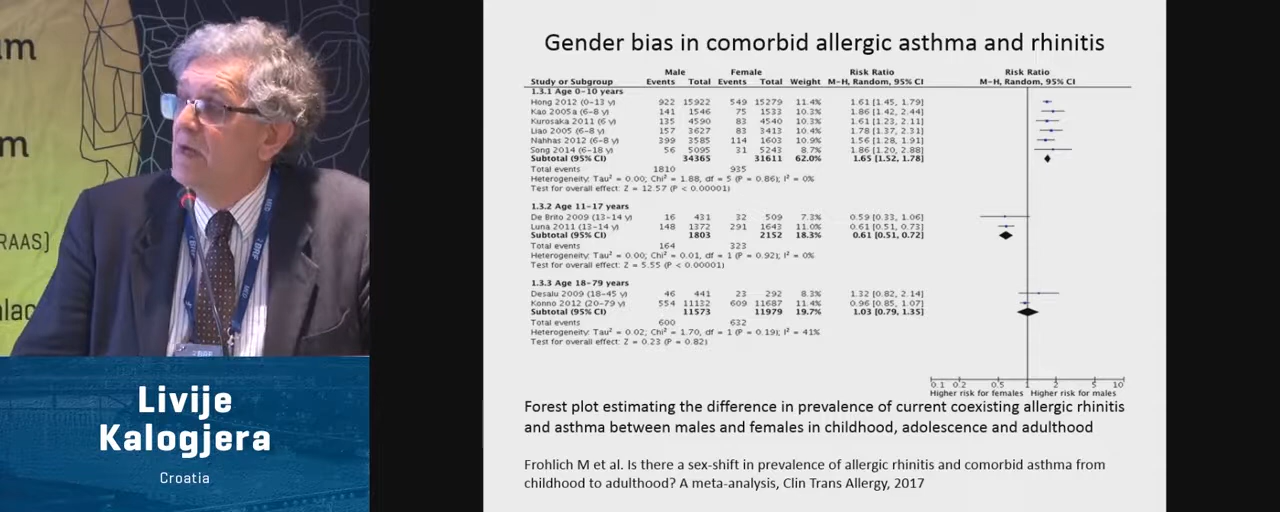 um
m
RAAS]
nlac
Livije
Kalogjera
Croatia
Gender bias in comorbid allergic asthma and rhinitis
Male Female Risk Ratio Risk Ratio
Study or Subgroup Events Total Events Total Weight M-H, Random, 95% CI M-H, Random, 95% CI
1.3.1 Age 0-10 years
Hong 2012 (0-13 y) 922 15922 549 15279 11.4% 1.61 [1.45, 1.79]
Kao 2005a (6-8 y) 141 1546 75 1533 10.3% 1.86 [1.42, 2.44]
Kurosaka 2011 (6 y) 135 4590 83 4540 10.3% 1.61 [1.23, 2.11]
Liao 2005 (6-8 y) 157 3627 83 3413 10.4% 1.78 [1.37, 2.31]
Nahhas 2012 (6-8 y) 399 3585 114 1603 11.0% 1.56 [1.28, 1.91]
Song 2014 (6-18 y) 56 5095 31 5243 8.7% 1.86 [1.20, 2.88]
Subtotal (95% CI) 34365 31611 62.0% 1.65 [1.52, 1.78]
Total events 1810 935
Heterogeneity: Tau² = 0.00; Chi² = 1.88, df = 5 (P = 0.86); I² = 0%
Test for overall effect: Z = 12.57 (P < 0.00001)
1.3.2 Age 11-17 years
De Brito 2009 (13-14 y) 16 431 32 509 7.3% 0.59 [0.33, 1.06]
Luna 2011 (13-14 y) 148 1372 291 1643 11.0% 0.61 [0.51, 0.73]
Subtotal (95% CI) 1803 2152 18.3% 0.61 [0.51, 0.72]
Total events 164 323
Heterogeneity: Tau² = 0.00; Chi² = 0.01, df = 1 (P = 0.92); I² = 0%
Test for overall effect: Z = 5.55 (P < 0.00001)
1.3.3 Age 18-79 years
Desalu 2009 (18-45 y) 46 441 23 292 8.3% 1.32 [0.82, 2.14]
Konno 2012 (20-79 y) 554 11132 609 11687 11.4% 0.96 [0.85, 1.07]
Subtotal (95% CI) 11573 11979 19.7% 1.03 [0.79, 1.35]
Total events 600 632
Heterogeneity: Tau² = 0.02; Chi² = 1.70, df = 1 (P = 0.19); I² = 41%
Test for overall effect: Z = 0.23 (P = 0.82)
0.1 0.2 0.5 1 2 5 10
Higher risk for females Higher risk for males
Forest plot estimating the difference in prevalence of current coexisting allergic rhinitis
and asthma between males and females in childhood, adolescence and adulthood
Frohlich M et al. Is there a sex-shift in prevalence of allergic rhinitis and comorbid asthma from
childhood to adulthood? A meta-analysis, Clin Trans Allergy, 2017